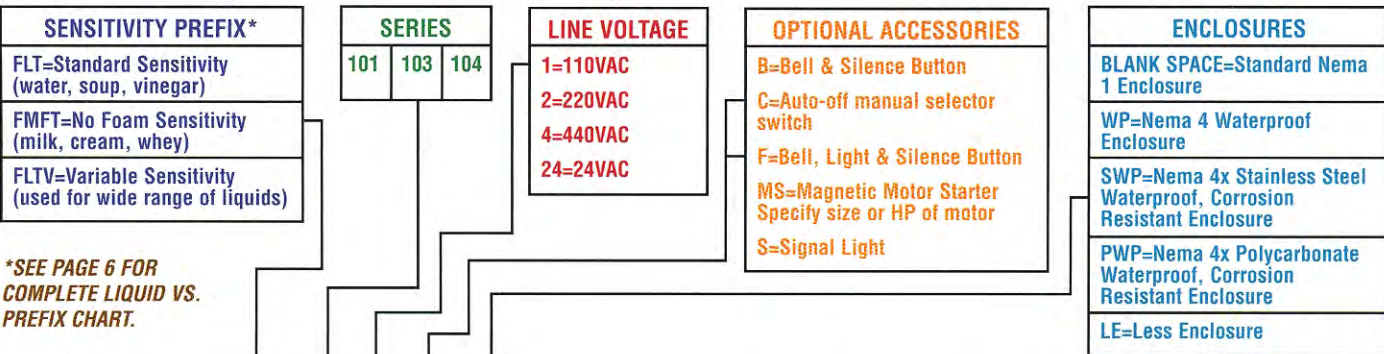 SENSITIVITY PREFIX*
FLT=Standard Sensitivity
(water, soup, vinegar)
FMFT=No Foam Sensitivity
(milk, cream, whey)
FLTV=Variable Sensitivity
(used for wide range of liquids)
*SEE PAGE 6 FOR
COMPLETE LIQUID VS.
PREFIX CHART.
SERIES
101 103 104
LINE VOLTAGE
1=110VAC
2=220VAC
4=440VAC
24=24VAC
OPTIONAL ACCESSORIES
B=Bell & Silence Button
C=Auto-off manual selector
switch
F=Bell, Light & Silence Button
MS=Magnetic Motor Starter
Specify size or HP of motor
S=Signal Light
ENCLOSURES
BLANK SPACE=Standard Nema
1 Enclosure
WP=Nema 4 Waterproof
Enclosure
SWP=Nema 4x Stainless Steel
Waterproof, Corrosion
Resistant Enclosure
PWP=Nema 4x Polycarbonate
Waterproof, Corrosion
Resistant Enclosure
LE=Less Enclosure